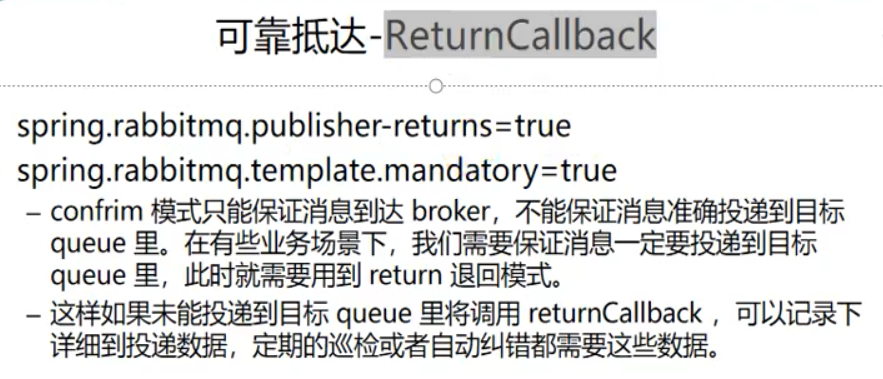 可靠抵达-ReturnCallback
spring.rabbitmq.publisher-returns=true
spring.rabbitmq.template.mandatory=true
– confrim 模式只能保证消息到达 broker，不能保证消息准确投递到目标
queue 里。在有些业务场景下，我们需要保证消息一定要投递到目标
queue 里，此时就需要用到 return 退回模式。
– 这样如果未能投递到目标 queue 里将调用 returnCallback ，可以记录下
详细到投递数据，定期的巡检或者自动纠错都需要这些数据。